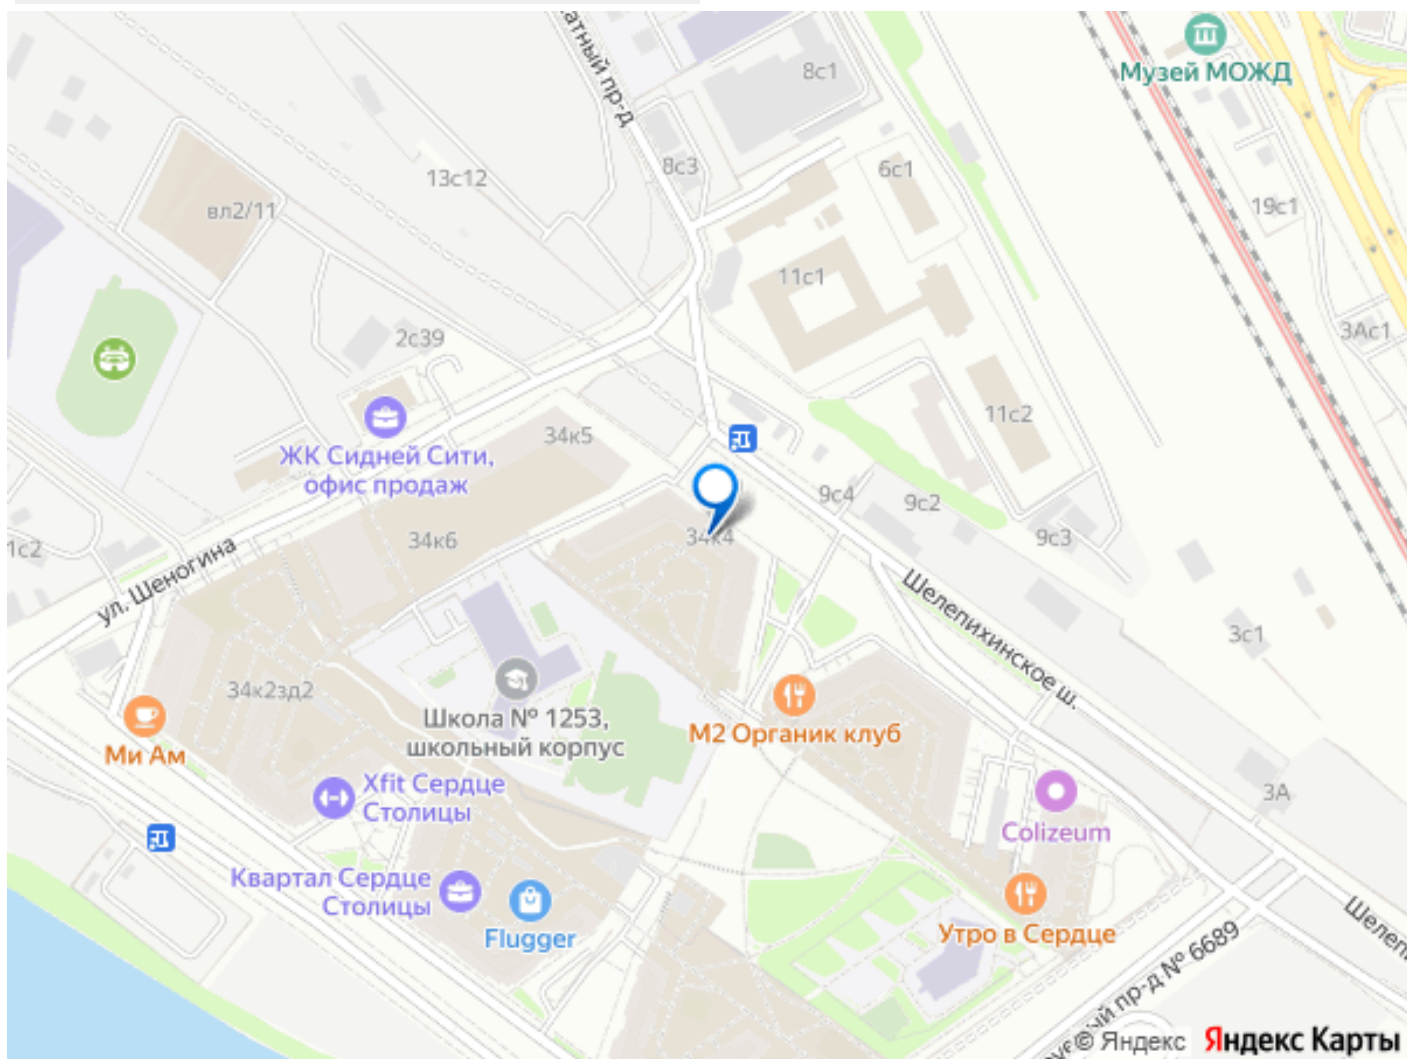 Музей МОЖД
8с1
8с3
6с1
13с12
19с1
вл2/11
11с1
3Ас1
2с39
11с2
34к5
ЖК Сидней Сити,
офис продаж
9с4
9с2
34к4
34к6
9с3
1с2
ул. Шеногина
Шелепихинское ш.
3с1
34к2зд2
Школа № 1253,
школьный корпус
М2 Органик клуб
Ми Ам
Xfit Сердце
Столицы
3А
Colizeum
Квартал Сердце
Столицы
Flugger
Утро в Сердце
пр-д № 6689
© Яндекс
Яндекс Карты